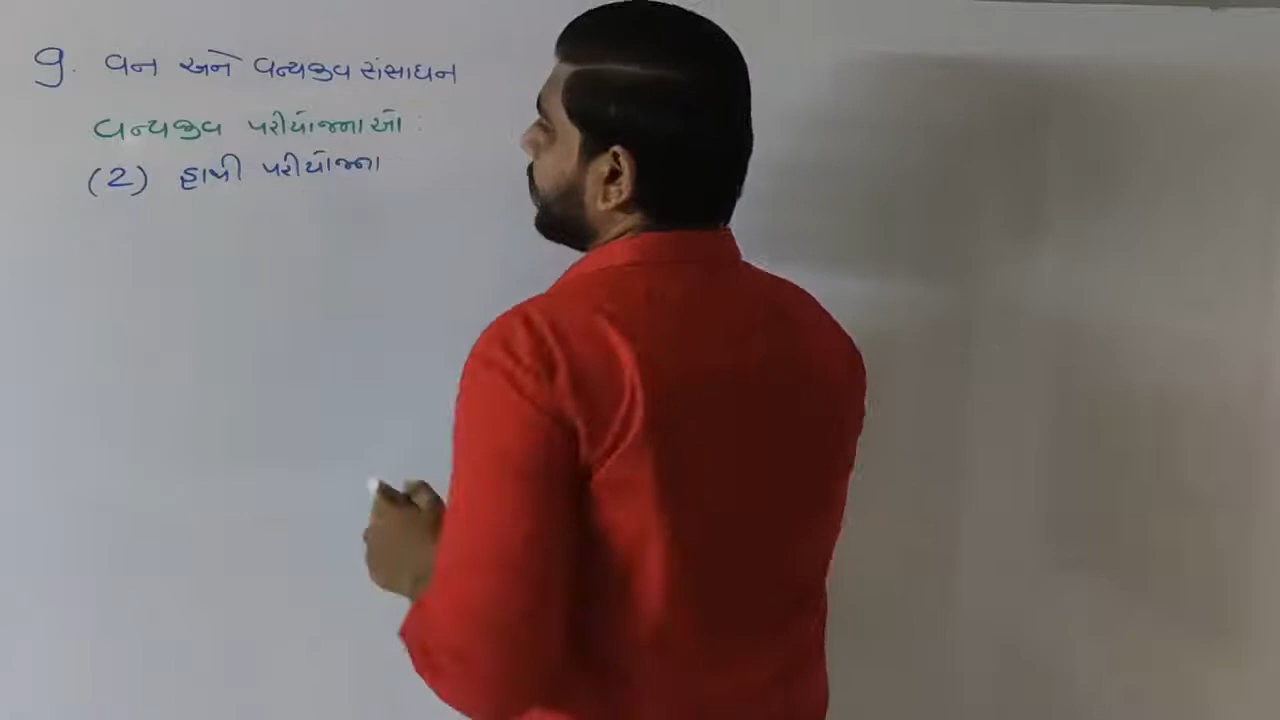 9. વન અને વન્યજીવ સંસાધન
વન્યજીવ પરીયોજનાઓ :
(2) હાથી પરીયોજના